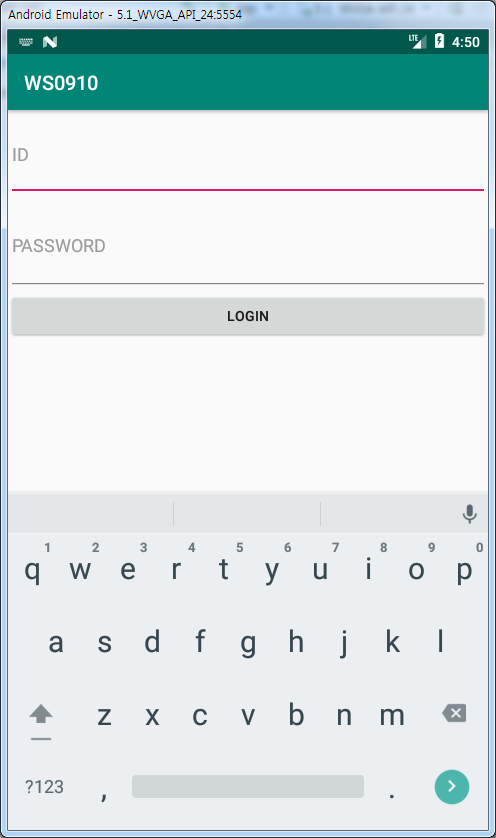 Android Emulator - 5.1_WVGA_API_24:5554
LTE 4:50
WS0910
ID
PASSWORD
LOGIN
1 2 3 4 5 6 7 8 9 0
q w e r t y u i o p
a s d f g h j k l
z x c v b n m
?123 , .